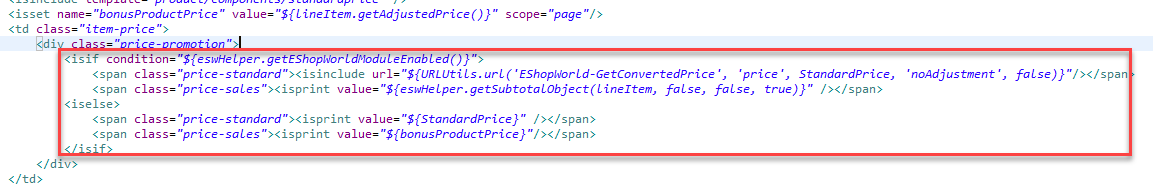 <isset name="bonusProductPrice" value="${lineItem.getAdjustedPrice()}" scope="page"/>
<td class="item-price">
<div class="price-promotion">
<isif condition="${eswHelper.getEShopWorldModuleEnabled()}">
<span class="price-standard"><isinclude url="${URLUtils.url('EShopWorld-GetConvertedPrice', 'price', StandardPrice, 'noAdjustment', false)}"/></span>
<span class="price-sales"><isprint value="${eswHelper.getSubtotalObject(lineItem, false, false, true)}" /></span>
<iselse>
<span class="price-standard"><isprint value="${StandardPrice}" /></span>
<span class="price-sales"><isprint value="${bonusProductPrice}"/></span>
</isif>
</div>
</td>